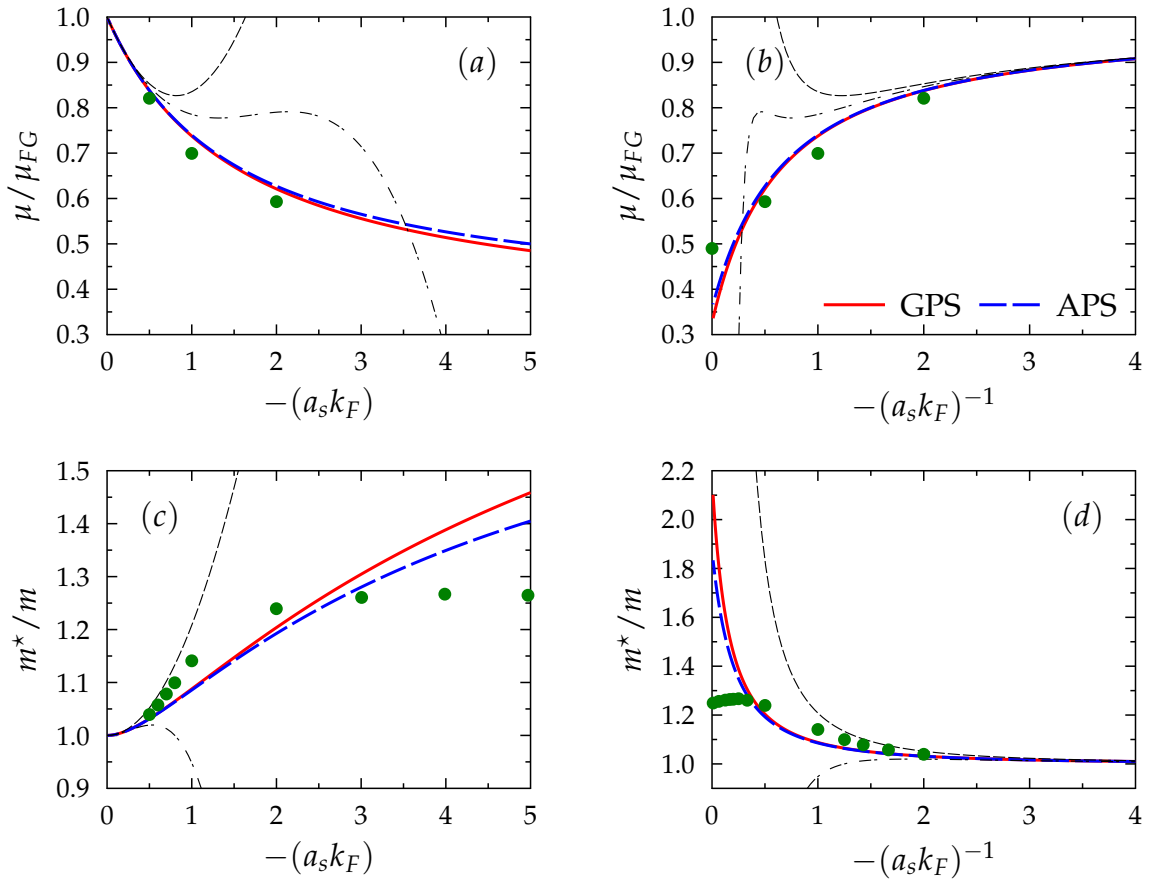 (a)
μ / μ_FG
1.0
0.9
0.8
0.7
0.6
0.5
0.4
0.3
0 1 2 3 4 5
−(a_s k_F)
(b)
μ / μ_FG
1.0
0.9
0.8
0.7
0.6
0.5
0.4
0.3
GPS APS
0 1 2 3 4
−(a_s k_F)^−1
(c)
m^⋆/m
1.5
1.4
1.3
1.2
1.1
1.0
0.9
0 1 2 3 4 5
−(a_s k_F)
(d)
m^⋆/m
2.2
2.0
1.8
1.6
1.4
1.2
1.0
0 1 2 3 4
−(a_s k_F)^−1